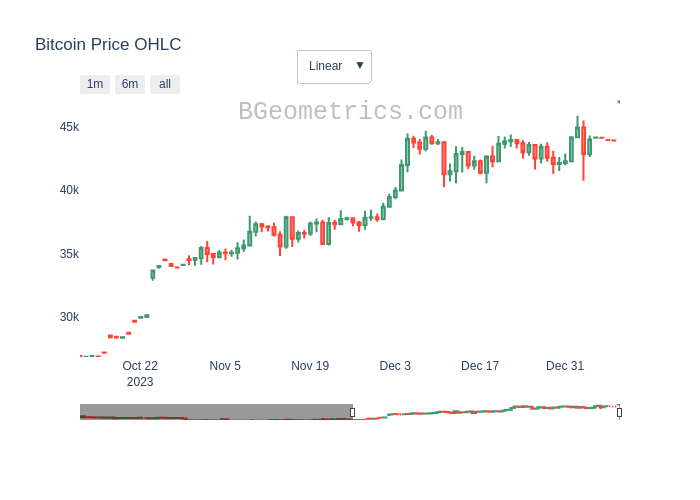 Bitcoin Price OHLC
Linear ▼
1m 6m all
BGeometrics.com
45k
40k
35k
30k
Oct 22 Nov 5 Nov 19 Dec 3 Dec 17 Dec 31
2023